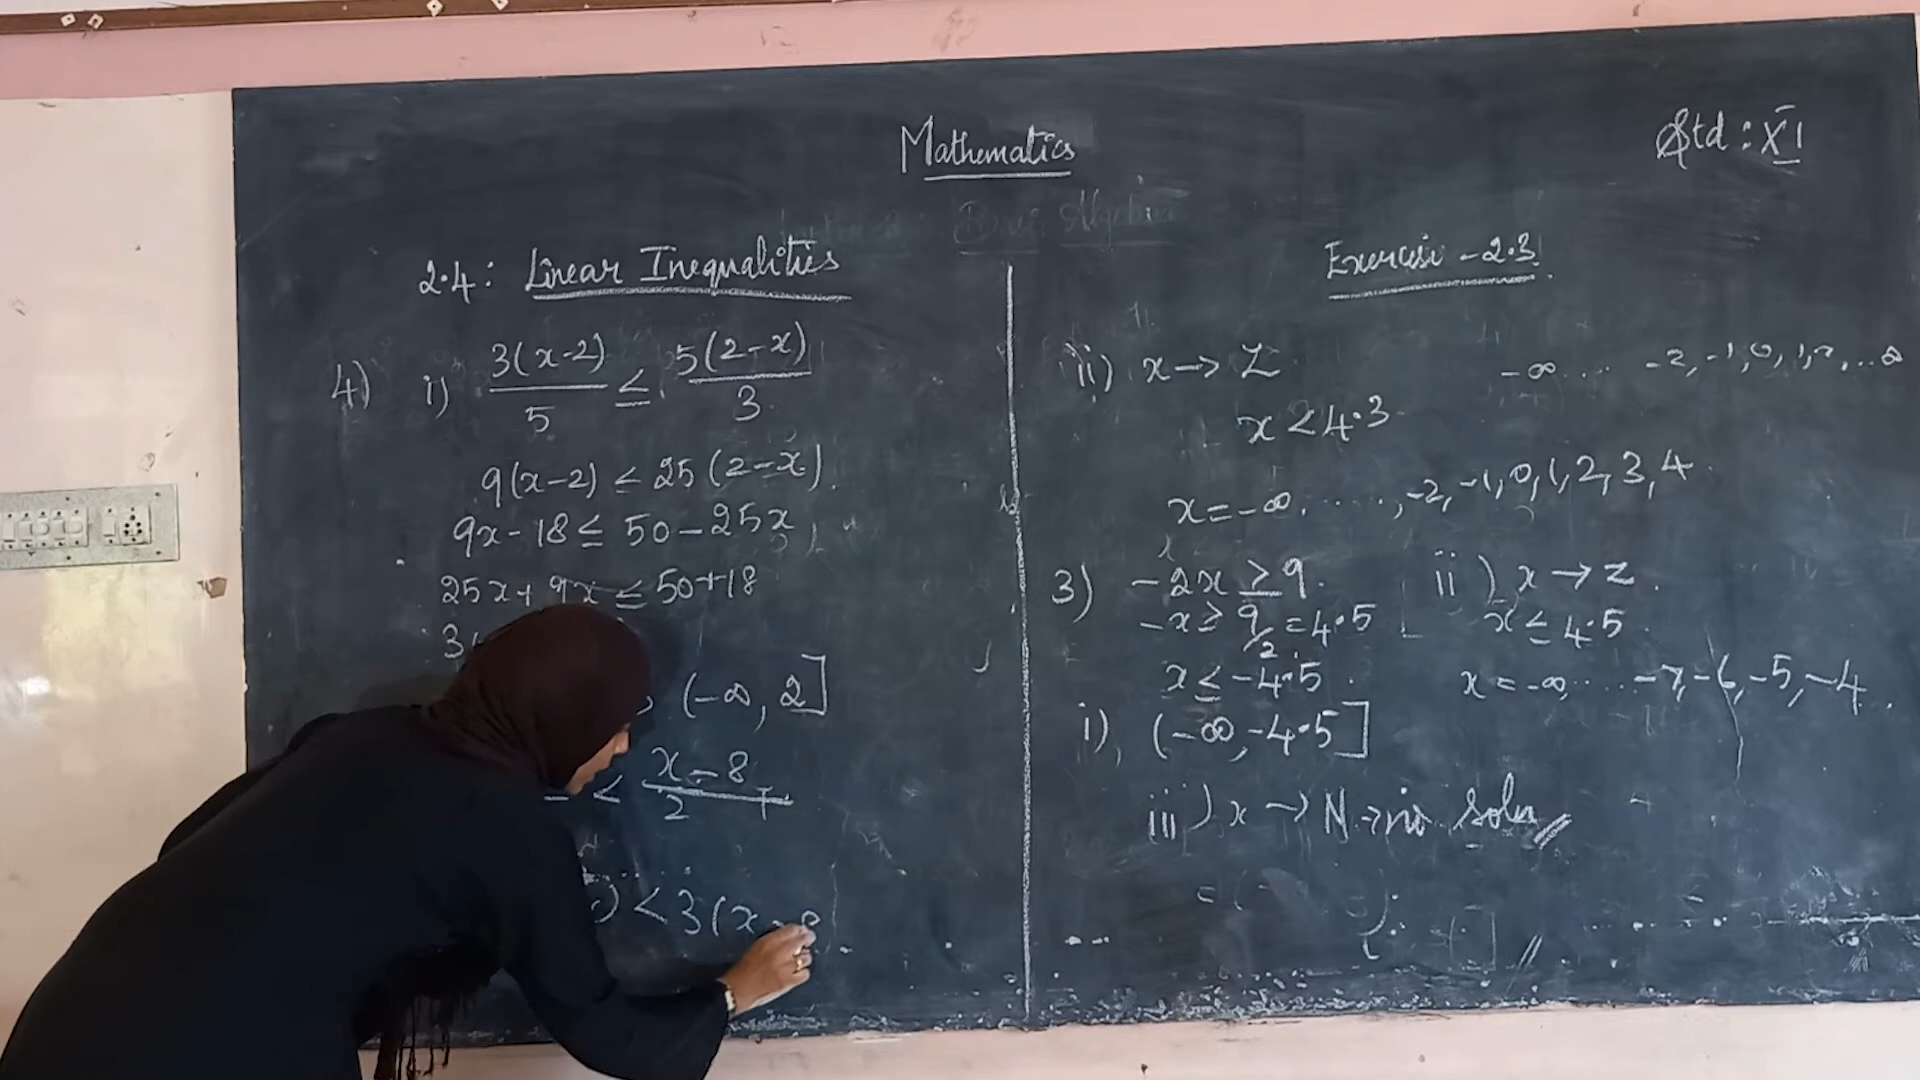 Mathematics
Std : XI
2.4 : Linear Inequalities
4) i) 3(x-2)/5 ≤ 5(2-x)/3
9(x-2) ≤ 25(2-x)
9x-18 ≤ 50-25x
25x+9x ≤ 50+18
3
(-∞, 2]
< x-8/2
) < 3(x-8
Exercise - 2.3
ii) x → Z
-∞ .... -2,-1,0,1,2,...∞
x < 4.3
x = -∞, ....., -2,-1,0,1,2,3,4
3) -2x ≥ 9.
-x ≥ 9/2 = 4.5
x ≤ -4.5
i) (-∞, -4.5]
ii) x → Z.
x ≤ 4.5
x = -∞, ..... -7,-6,-5,-4.
iii) x → N → no soln